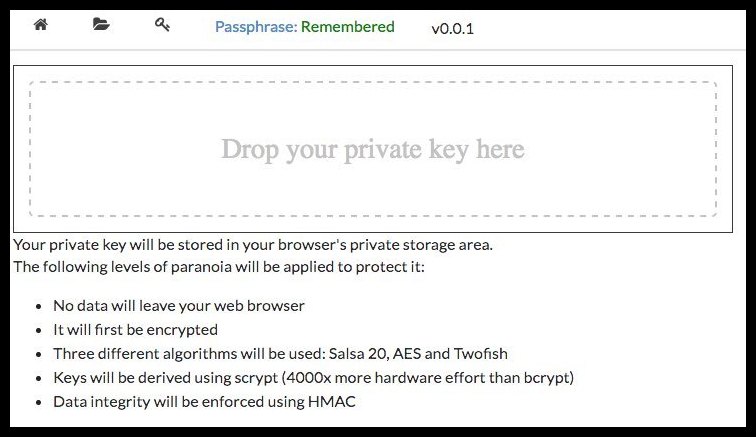 Passphrase: Remembered v0.0.1
Drop your private key here
Your private key will be stored in your browser's private storage area.
The following levels of paranoia will be applied to protect it:
• No data will leave your web browser
• It will first be encrypted
• Three different algorithms will be used: Salsa 20, AES and Twofish
• Keys will be derived using scrypt (4000x more hardware effort than bcrypt)
• Data integrity will be enforced using HMAC